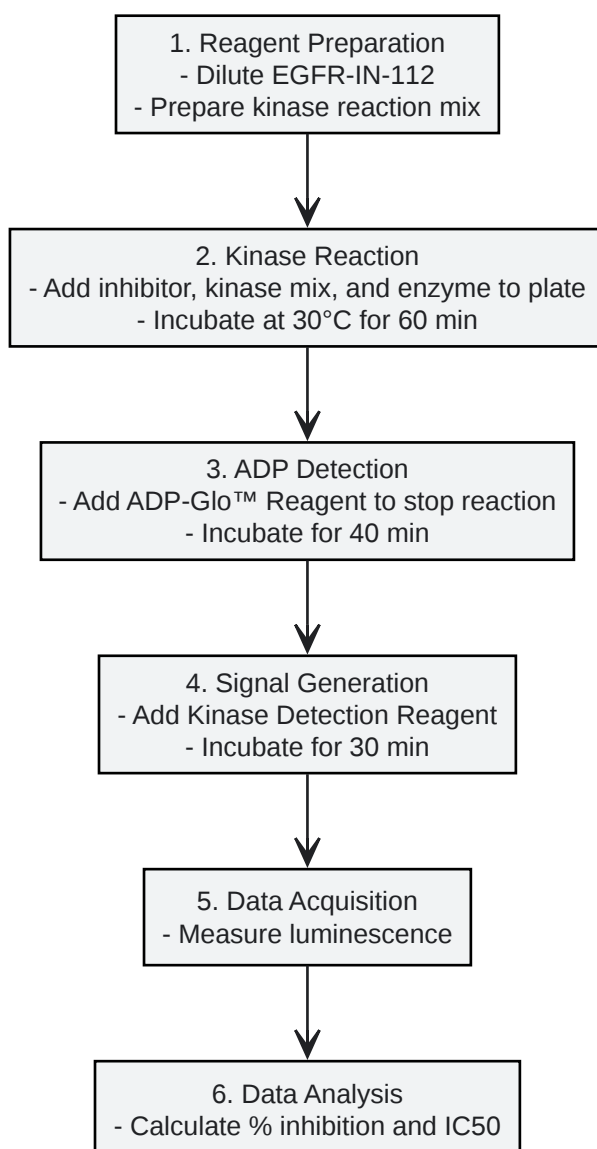 1. Reagent Preparation
- Dilute EGFR-IN-112
- Prepare kinase reaction mix
2. Kinase Reaction
- Add inhibitor, kinase mix, and enzyme to plate
- Incubate at 30°C for 60 min
3. ADP Detection
- Add ADP-Glo™ Reagent to stop reaction
- Incubate for 40 min
4. Signal Generation
- Add Kinase Detection Reagent
- Incubate for 30 min
5. Data Acquisition
- Measure luminescence
6. Data Analysis
- Calculate % inhibition and IC50